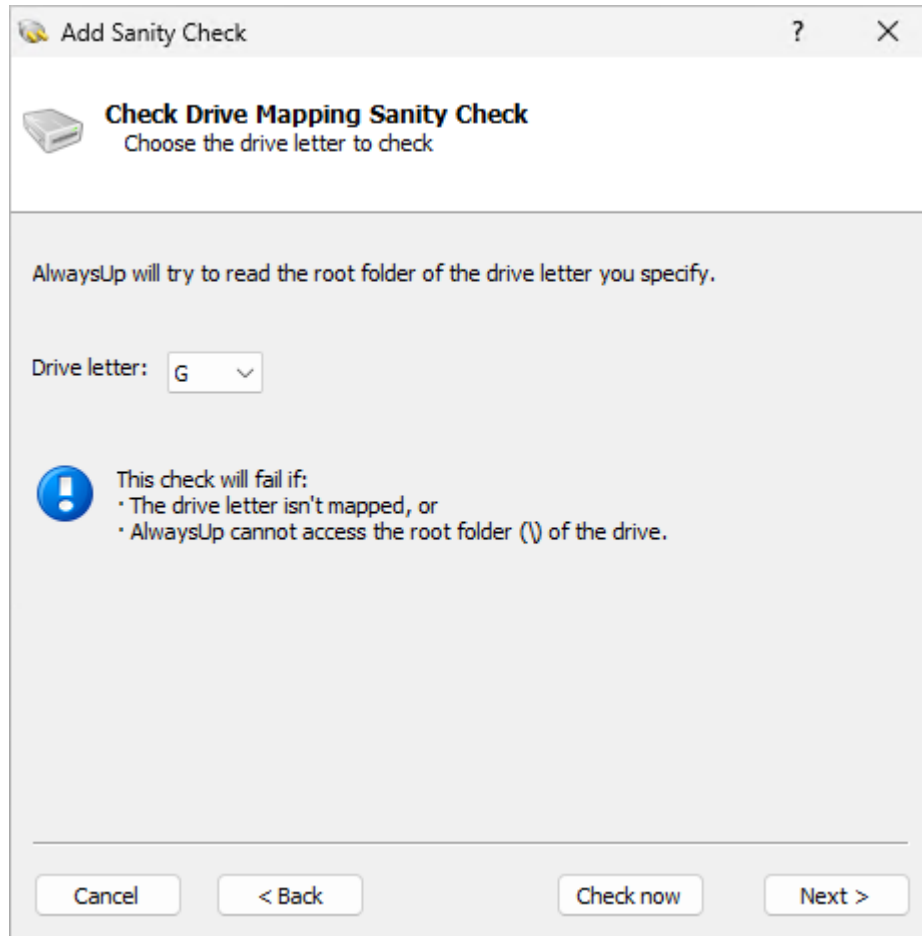 Add Sanity Check
?
Check Drive Mapping Sanity Check
Choose the drive letter to check
AlwaysUp will try to read the root folder of the drive letter you specify.
Drive letter: G
This check will fail if:
· The drive letter isn't mapped, or
· AlwaysUp cannot access the root folder (\) of the drive.
Cancel < Back Check now Next >